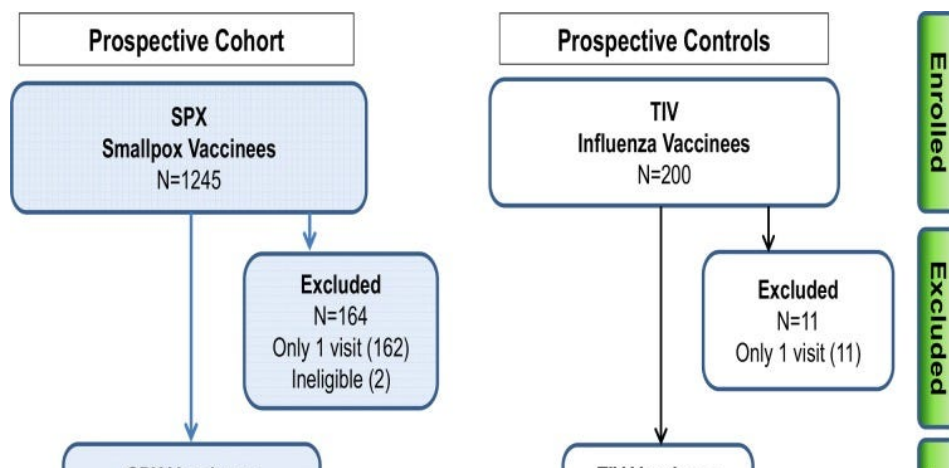 Prospective Cohort
Prospective Controls
SPX
Smallpox Vaccinees
N=1245
TIV
Influenza Vaccinees
N=200
Enrolled
Excluded
N=164
Only 1 visit (162)
Ineligible (2)
Excluded
N=11
Only 1 visit (11)
Excluded